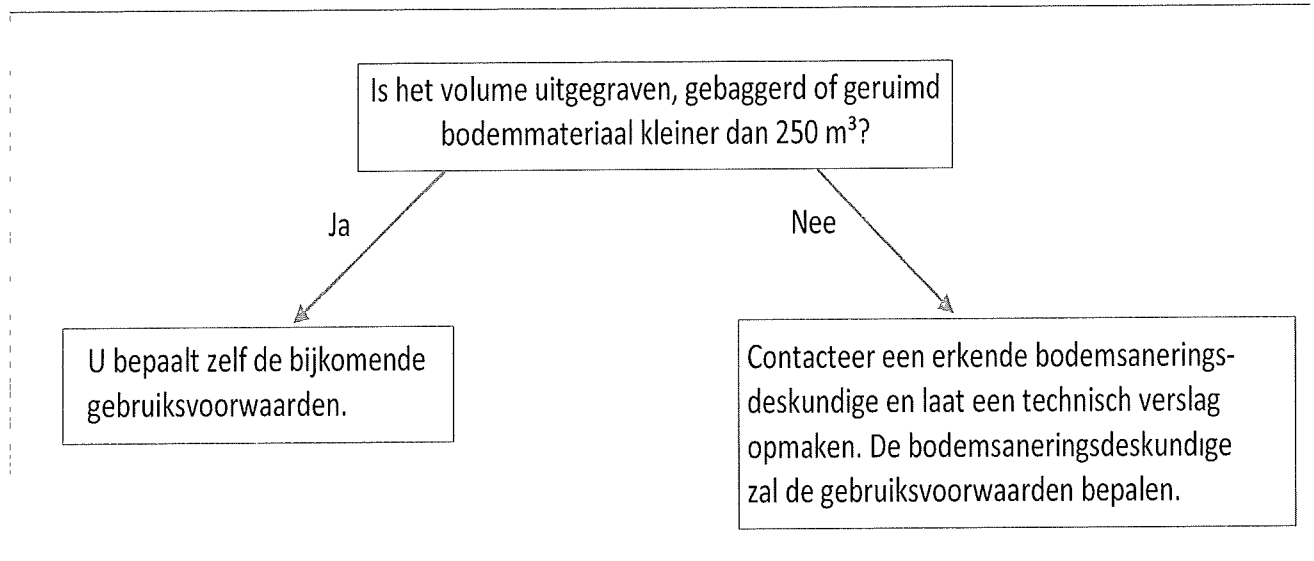 Is het volume uitgegraven, gebaggerd of geruimd
bodemmateriaal kleiner dan 250 m³?
Ja
Nee
U bepaalt zelf de bijkomende
gebruiksvoorwaarden.
Contacteer een erkende bodemsanerings-
deskundige en laat een technisch verslag
opmaken. De bodemsaneringsdeskundige
zal de gebruiksvoorwaarden bepalen.